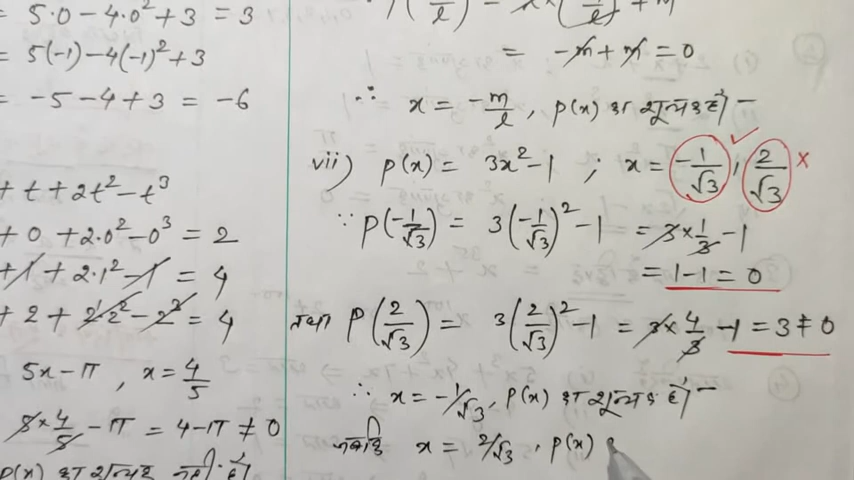 = 5·0 − 4·0² + 3 = 3
= 5(-1) − 4(-1)² + 3
= -5 − 4 + 3 = -6
+ t + 2t² − t³
+ 0 + 2·0² − 0³ = 2
+ 1 + 2·1² − 1 = 4
+ 2 + 2·2² − 2³ = 4
5x − π , x = 4/5
5 × 4/5 − π = 4 − π ≠ 0
p(x) का शून्यक नहीं है
= -m + m = 0
∴ x = -m/l , p(x) का शून्यक है −
vii) p(x) = 3x² − 1 ; x = -1/√3 , 2/√3
∵ p(-1/√3) = 3(-1/√3)² − 1 = 3 × 1/3 − 1
= 1 − 1 = 0
तथा p(2/√3) = 3(2/√3)² − 1 = 3 × 4/3 − 1 = 3 ≠ 0
∴ x = -1/√3 , p(x) का शून्यक है −
जबकि x = 2/√3 , p(x)